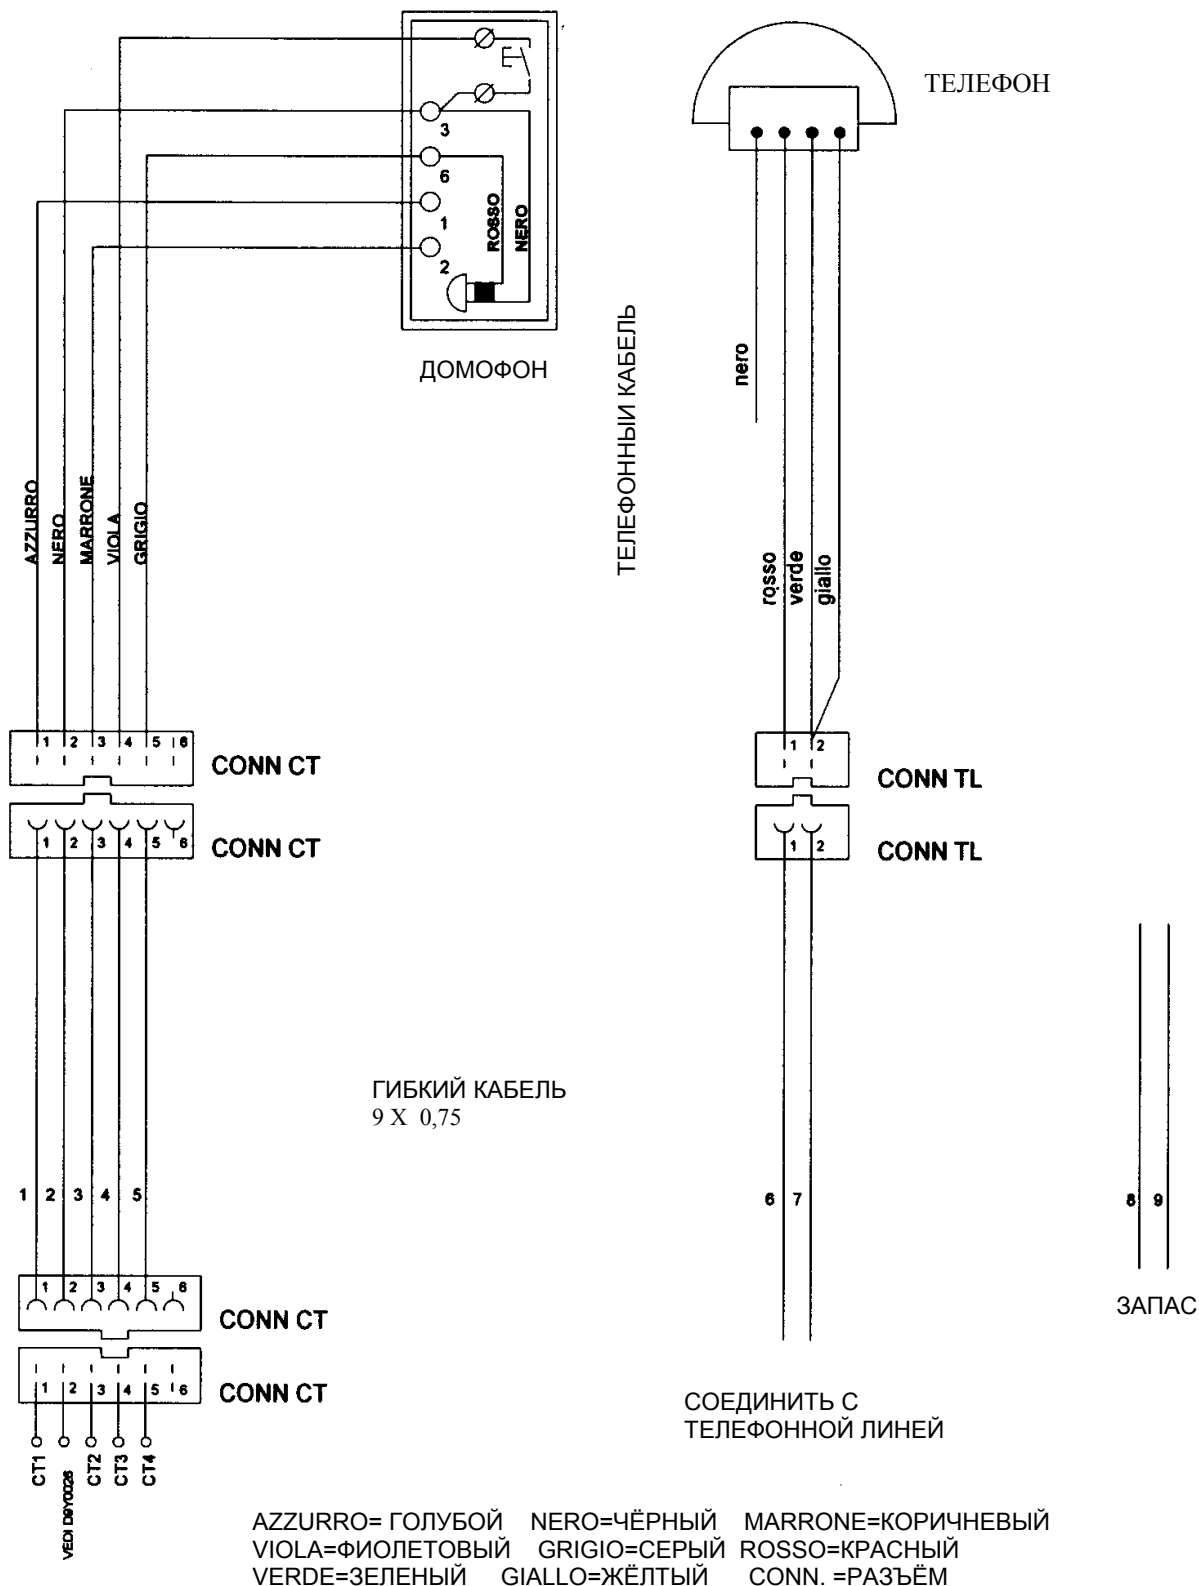 ТЕЛЕФОН
3
6
1
2
ROSSO
NERO
ДОМОФОН
ТЕЛЕФОННЫЙ КАБЕЛЬ
nero
AZZURRO
NERO
MARRONE
VIOLA
GRIGIO
rosso
verde
giallo
1 2 3 4 5 6
CONN CT
1 2
CONN TL
1 2 3 4 5 6
CONN CT
1 2
CONN TL
ГИБКИЙ КАБЕЛЬ
9 X 0,75
1 2 3 4 5
6 7
8 9
ЗАПАС
1 2 3 4 5 6
CONN CT
1 2 3 4 5 6
CONN CT
СОЕДИНИТЬ С
ТЕЛЕФОННОЙ ЛИНЕЙ
CT1
VEDI D9Y0026
CT2
CT3
CT4
AZZURRO= ГОЛУБОЙ NERO=ЧЁРНЫЙ MARRONE=КОРИЧНЕВЫЙ
VIOLA=ФИОЛЕТОВЫЙ GRIGIO=СЕРЫЙ ROSSO=КРАСНЫЙ
VERDE=ЗЕЛЕНЫЙ GIALLO=ЖЁЛТЫЙ CONN. =РАЗЪЁМ